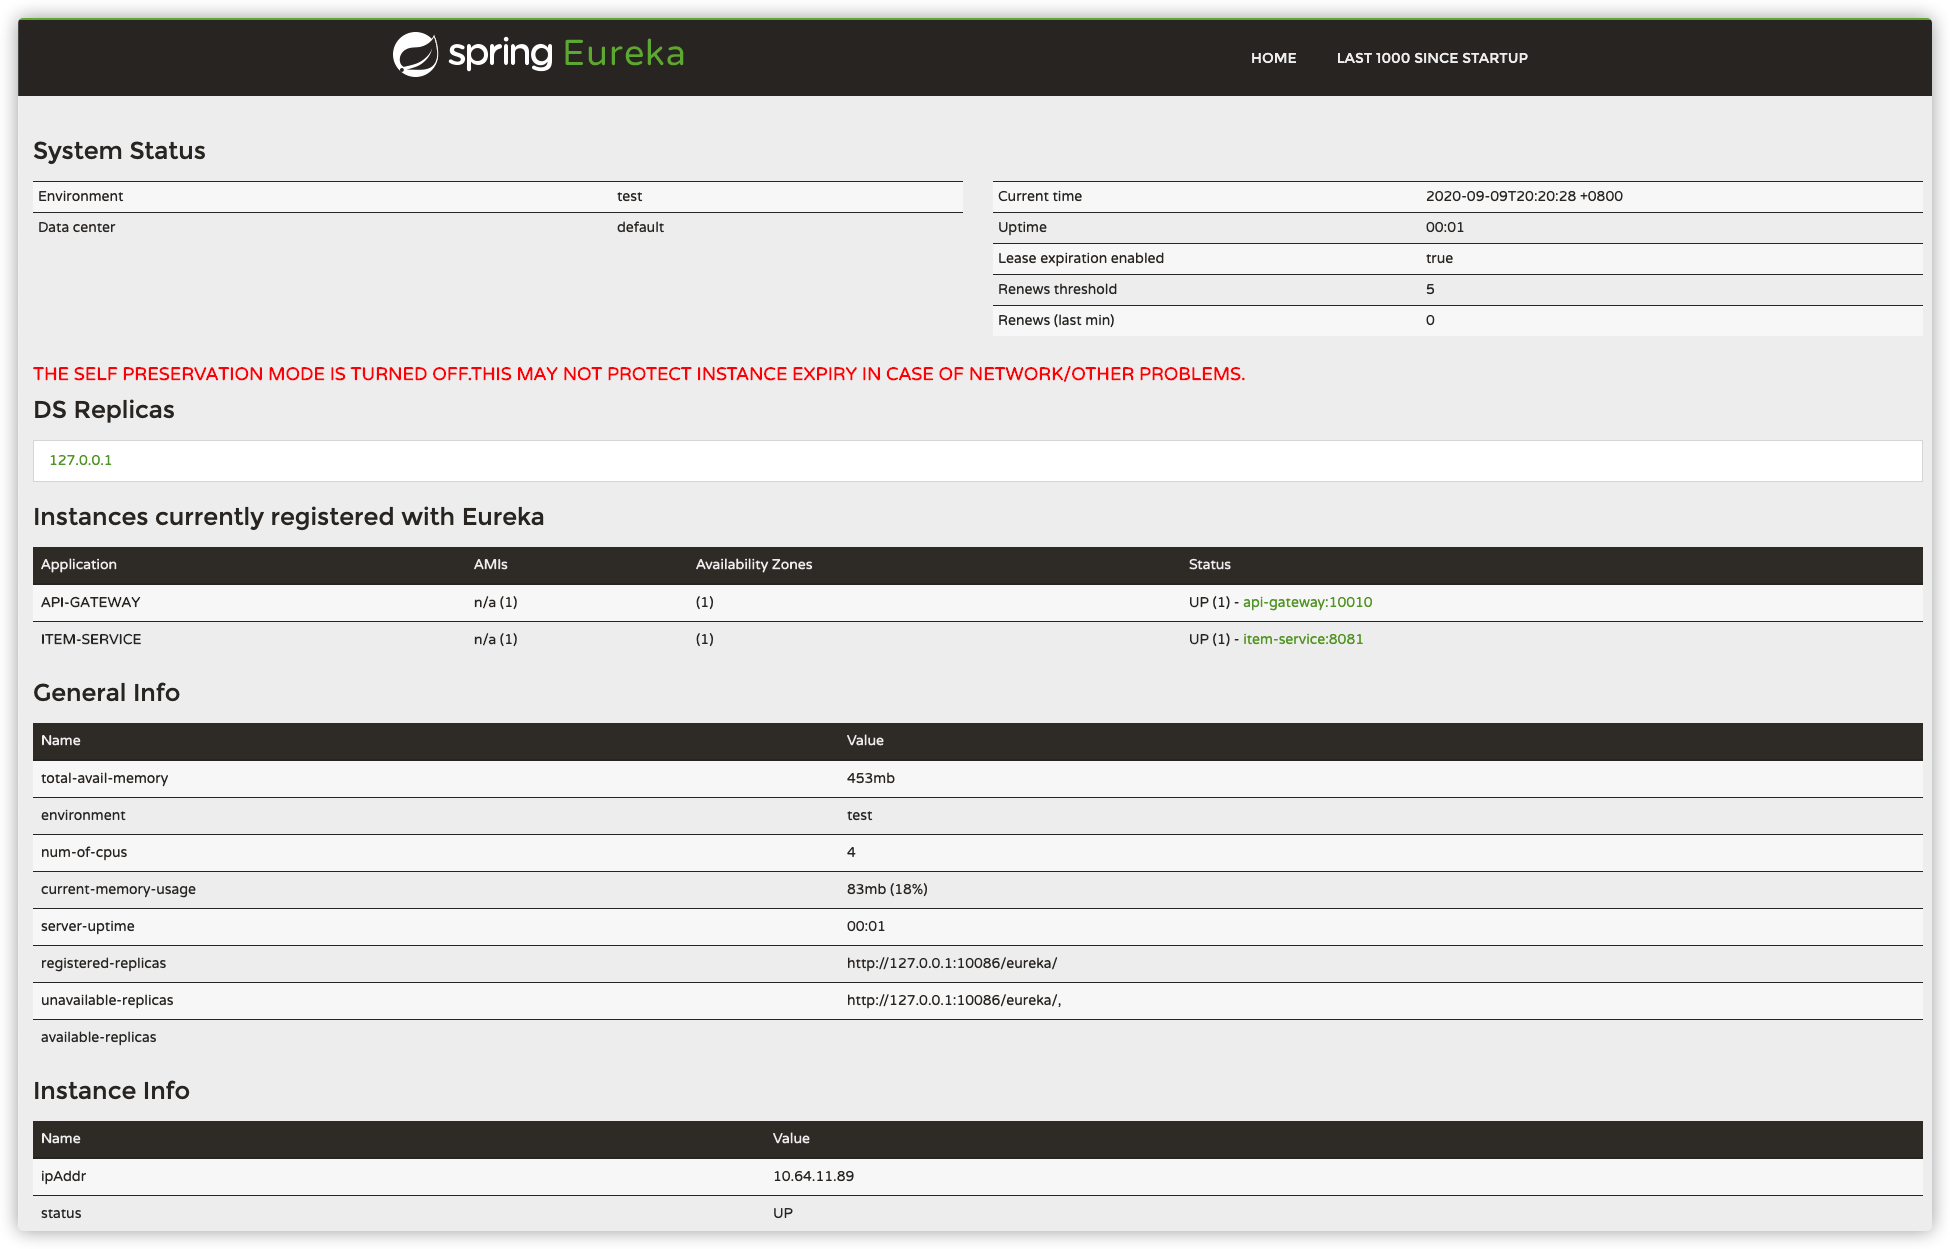 spring Eureka
HOME LAST 1000 SINCE STARTUP
System Status
Environment test
Data center default
Current time 2020-09-09T20:20:28 +0800
Uptime 00:01
Lease expiration enabled true
Renews threshold 5
Renews (last min) 0
THE SELF PRESERVATION MODE IS TURNED OFF.THIS MAY NOT PROTECT INSTANCE EXPIRY IN CASE OF NETWORK/OTHER PROBLEMS.
DS Replicas
127.0.0.1
Instances currently registered with Eureka
Application AMIs Availability Zones Status
API-GATEWAY n/a (1) (1) UP (1) - api-gateway:10010
ITEM-SERVICE n/a (1) (1) UP (1) - item-service:8081
General Info
Name Value
total-avail-memory 453mb
environment test
num-of-cpus 4
current-memory-usage 83mb (18%)
server-uptime 00:01
registered-replicas http://127.0.0.1:10086/eureka/
unavailable-replicas http://127.0.0.1:10086/eureka/,
available-replicas
Instance Info
Name Value
ipAddr 10.64.11.89
status UP